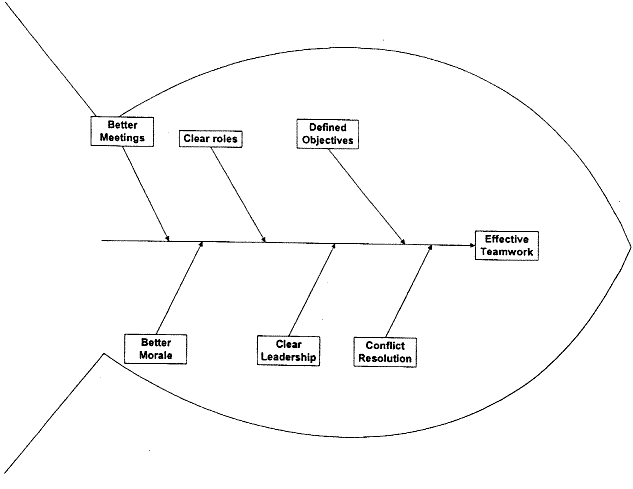 Better
Meetings
Clear roles
Defined
Objectives
Effective
Teamwork
Better
Morale
Clear
Leadership
Conflict
Resolution